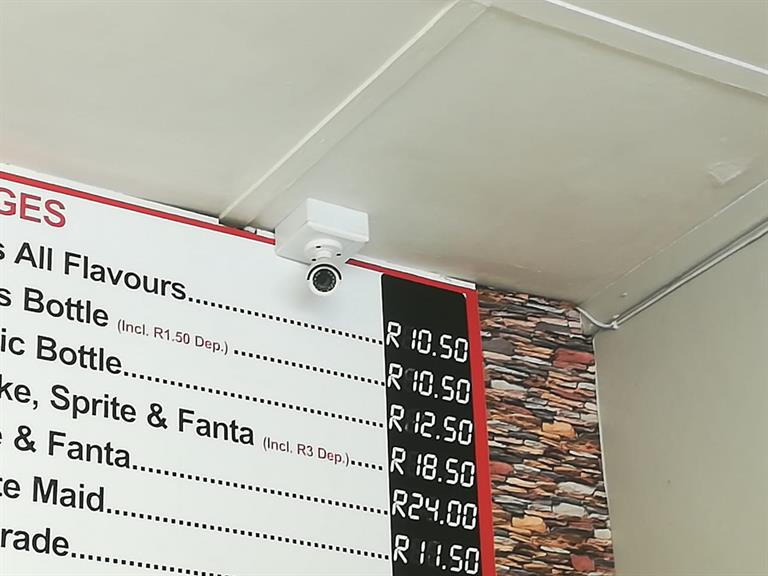 GES
s All Flavours.......................... R10.50
s Bottle (Incl. R1.50 Dep.) .................... R10.50
ic Bottle.................................... R12.50
ke, Sprite & Fanta (Incl. R3 Dep.)..... R18.50
e & Fanta................................... R24.00
te Maid...................................... R11.50
rade......................